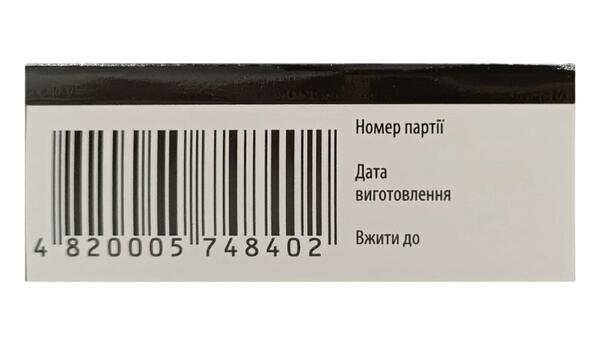 Номер партії
Дата
виготовлення
Вжити до
4 820005 748402